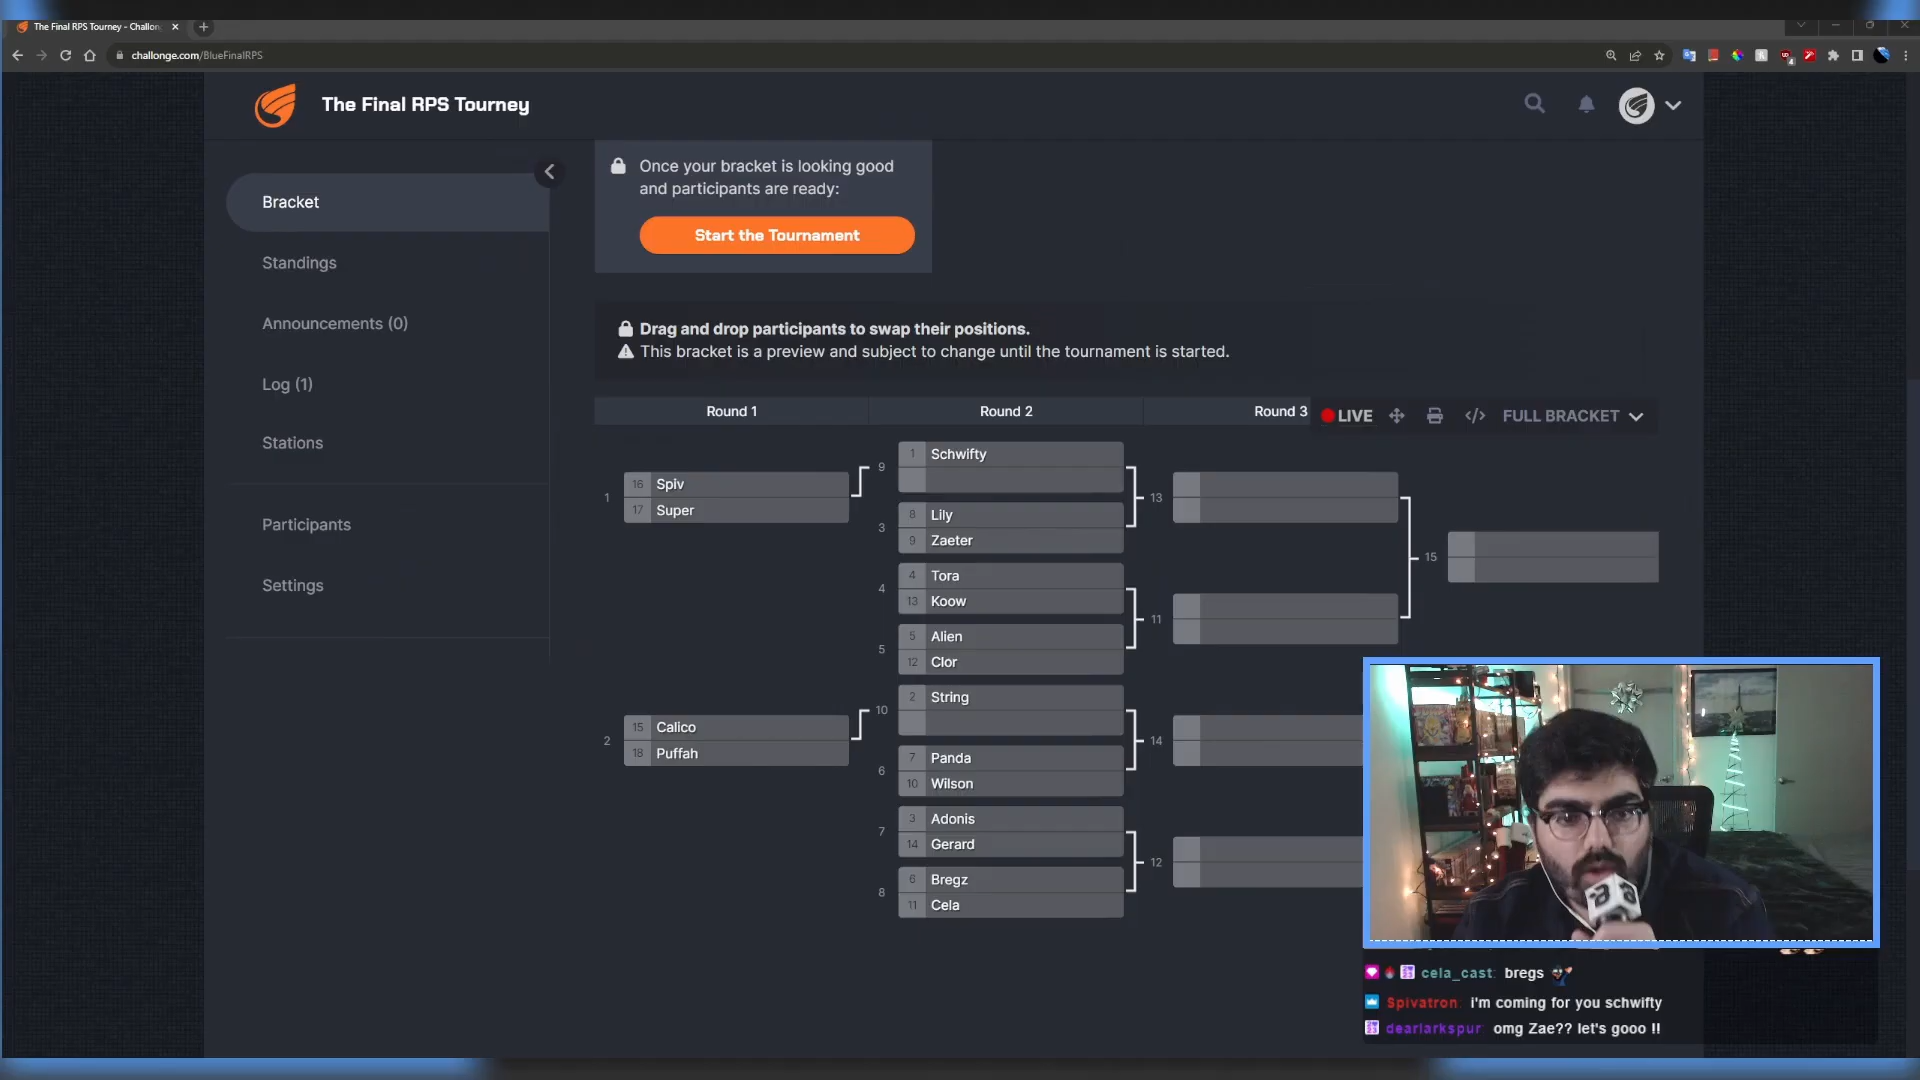 The Final RPS Tourney - Challon
challonge.com/BlueFinalRPS
The Final RPS Tourney
Once your bracket is looking good
and participants are ready:
Start the Tournament
Bracket
Standings
Announcements (0)
Log (1)
Stations
Participants
Settings
Drag and drop participants to swap their positions.
This bracket is a preview and subject to change until the tournament is started.
Round 1
Round 2
Round 3
LIVE
FULL BRACKET
1
16 Spiv
17 Super
2
15 Calico
18 Puffah
9
1 Schwifty
3
8 Lily
9 Zaeter
4
4 Tora
13 Koow
5
5 Alien
12 Clor
10
2 String
6
7 Panda
10 Wilson
7
3 Adonis
14 Gerard
8
6 Bregz
11 Cela
13
11
14
12
15
cela_cast: bregs
Spivatron: i'm coming for you schwifty
dearlarkspur: omg Zae?? let's gooo !!